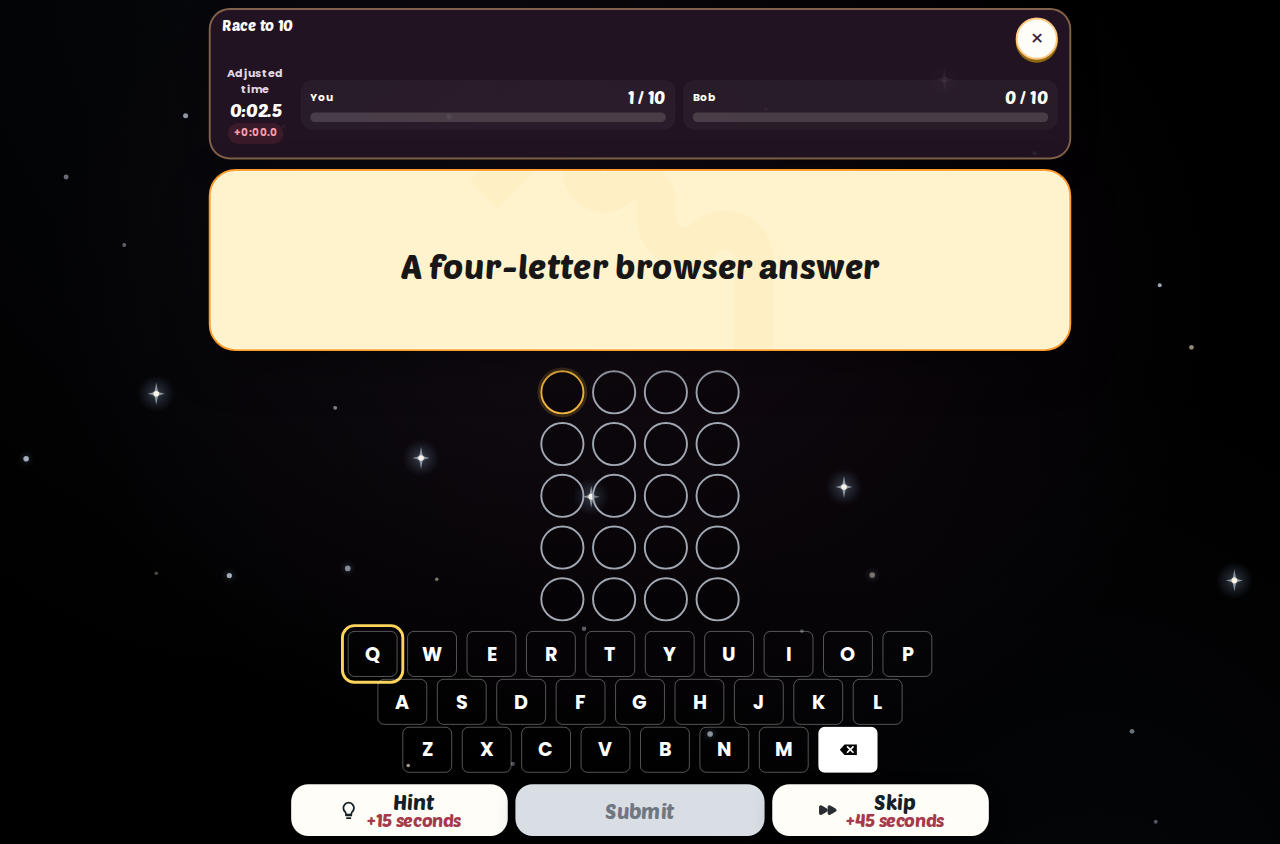 Race to 10
✕
Adjusted
time
0:02.5
+0:00.0
You
1 / 10
Bob
0 / 10
A four-letter browser answer
Q W E R T Y U I O P
A S D F G H J K L
Z X C V B N M
Hint
+15 seconds
Submit
Skip
+45 seconds